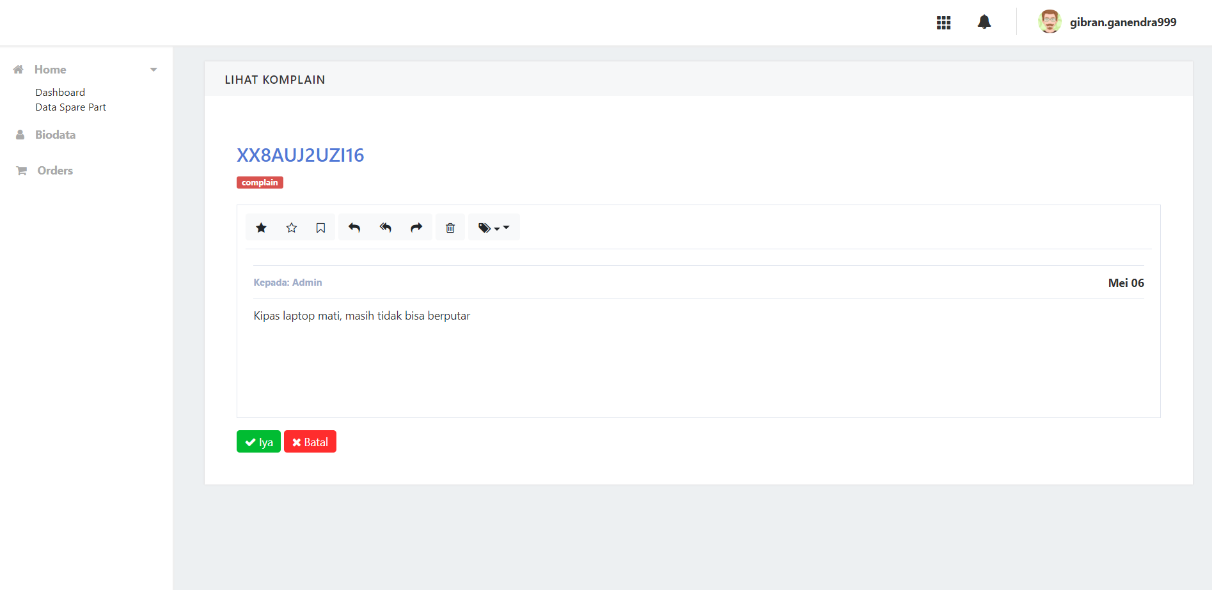 gibran.ganendra999
Home
Dashboard
Data Spare Part
Biodata
Orders
LIHAT KOMPLAIN
XX8AUJ2UZI16
complain
Kepada: Admin
Mei 06
Kipas laptop mati, masih tidak bisa berputar
Iya
Batal